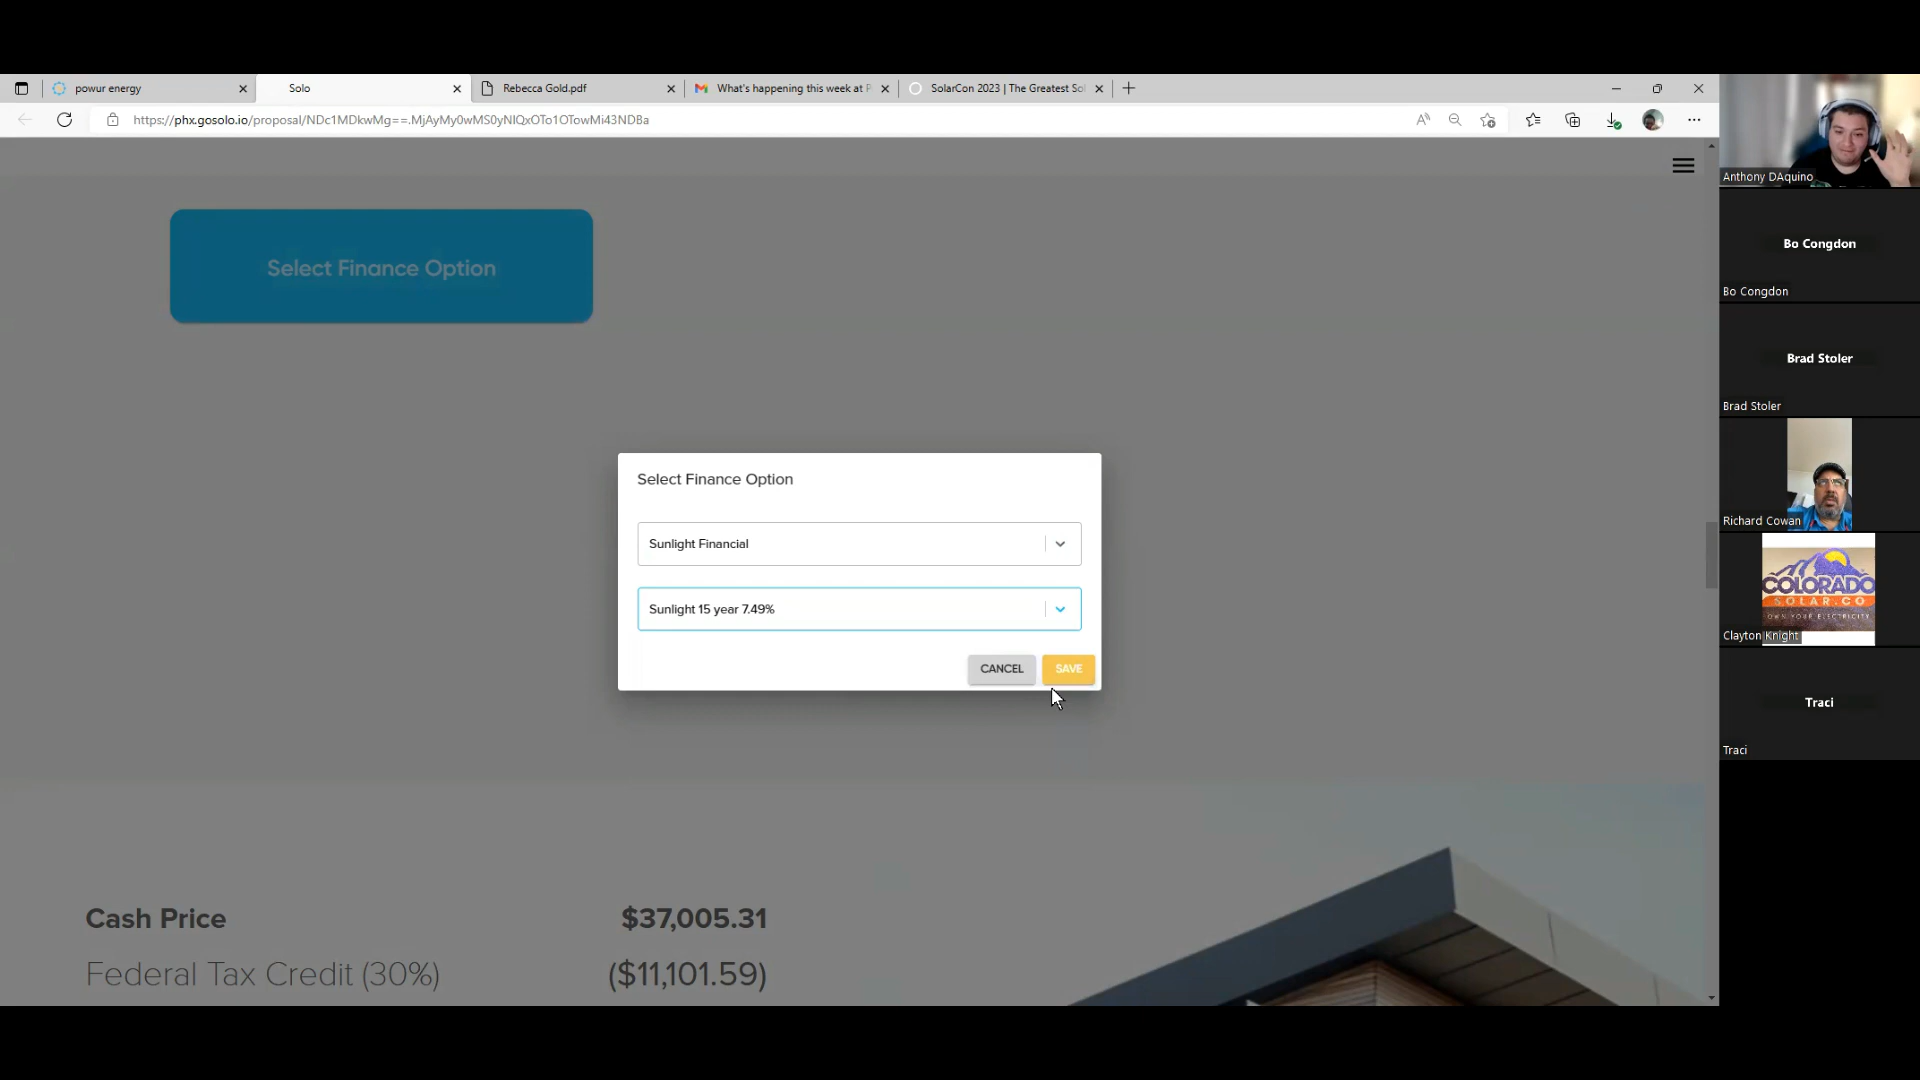 powur energy
Solo
Rebecca Gold.pdf
What's happening this week at P
SolarCon 2023 | The Greatest Sol
https://phx.gosolo.io/proposal/NDc1MDkwMg==.MjAyMy0wMS0yNlQxOTo1OTowMi43NDBa
Select Finance Option
Select Finance Option
Sunlight Financial
Sunlight 15 year 7.49%
CANCEL
SAVE
Cash Price
$37,005.31
Federal Tax Credit (30%)
($11,101.59)
Anthony DAquino
Bo Congdon
Bo Congdon
Brad Stoler
Brad Stoler
Richard Cowan
COLORADO
SOLAR.CO
OWN YOUR ELECTRICITY
Clayton Knight
Traci
Traci